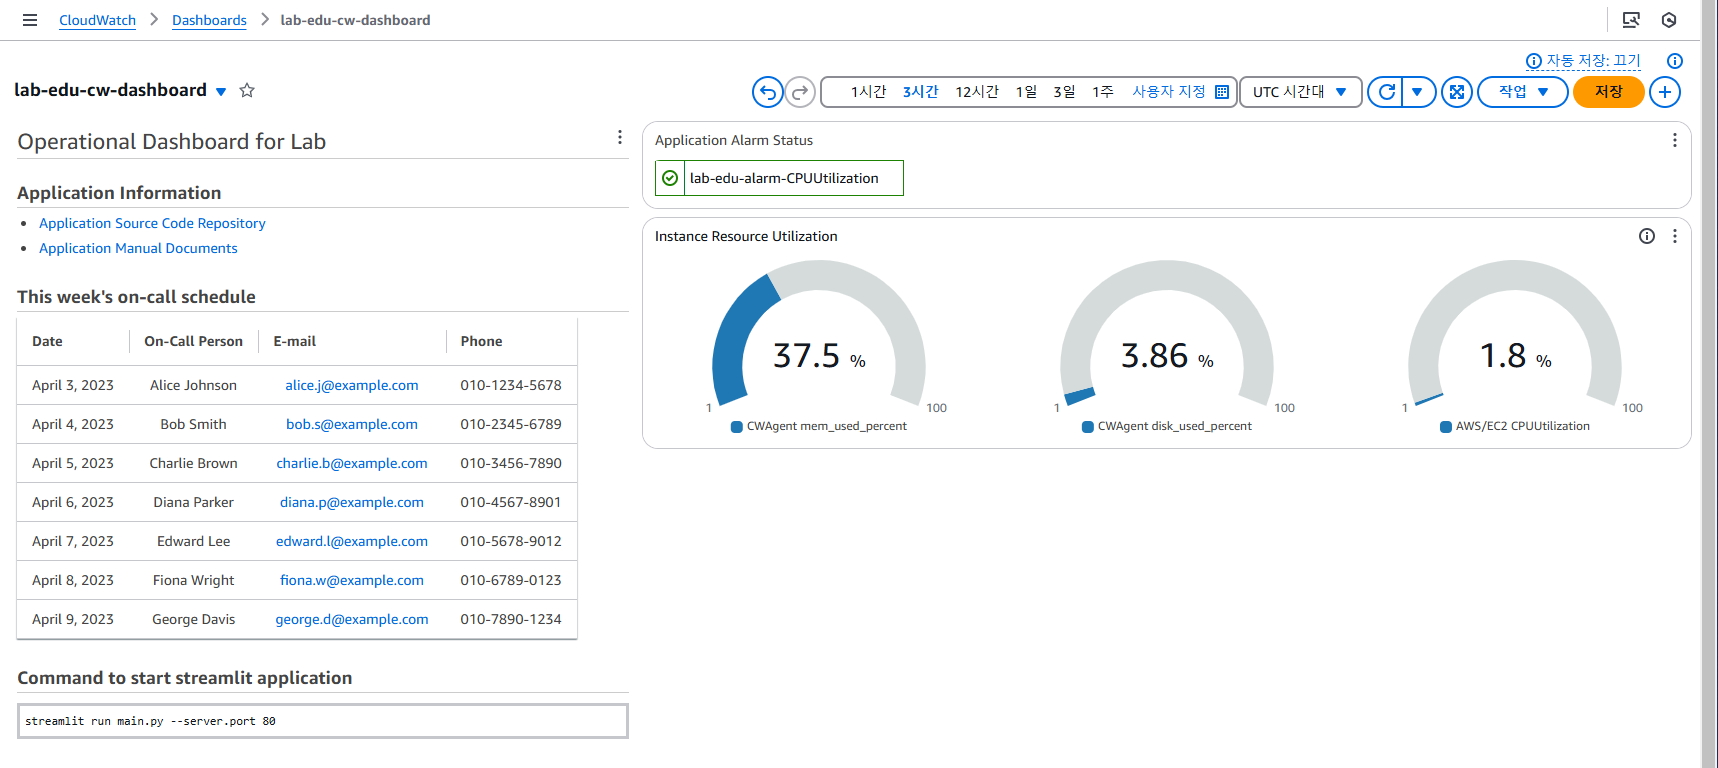 CloudWatch > Dashboards > lab-edu-cw-dashboard
자동 저장: 끄기
lab-edu-cw-dashboard
1시간 3시간 12시간 1일 3일 1주 사용자 지정 UTC 시간대 작업 저장
Operational Dashboard for Lab
Application Information
Application Source Code Repository
Application Manual Documents
This week's on-call schedule
Date On-Call Person E-mail Phone
April 3, 2023 Alice Johnson alice.j@example.com 010-1234-5678
April 4, 2023 Bob Smith bob.s@example.com 010-2345-6789
April 5, 2023 Charlie Brown charlie.b@example.com 010-3456-7890
April 6, 2023 Diana Parker diana.p@example.com 010-4567-8901
April 7, 2023 Edward Lee edward.l@example.com 010-5678-9012
April 8, 2023 Fiona Wright fiona.w@example.com 010-6789-0123
April 9, 2023 George Davis george.d@example.com 010-7890-1234
Command to start streamlit application
streamlit run main.py --server.port 80
Application Alarm Status
lab-edu-alarm-CPUUtilization
Instance Resource Utilization
37.5 %
1 100
CWAgent mem_used_percent
3.86 %
1 100
CWAgent disk_used_percent
1.8 %
1 100
AWS/EC2 CPUUtilization